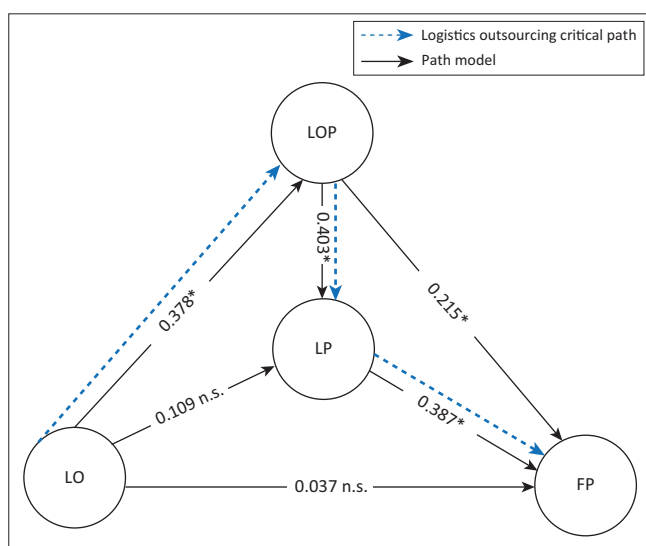 Logistics outsourcing critical path
Path model
LOP
0.403*
0.378*
0.215*
LP
0.109 n.s.
0.387*
LO
0.037 n.s.
FP